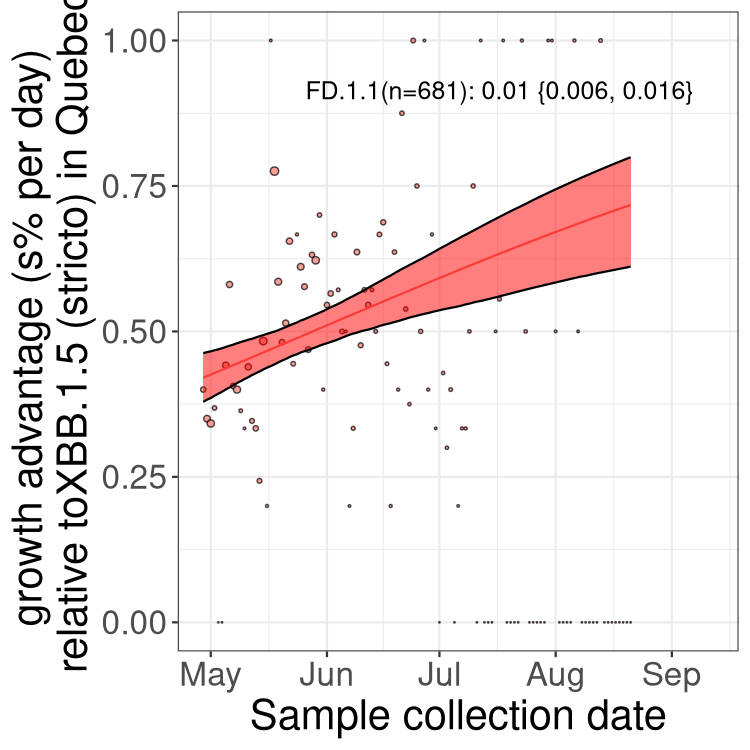 growth advantage (s% per day)
relative toXBB.1.5 (stricto) in Quebec
1.00
0.75
0.50
0.25
0.00
FD.1.1(n=681): 0.01 {0.006, 0.016}
May Jun Jul Aug Sep
Sample collection date